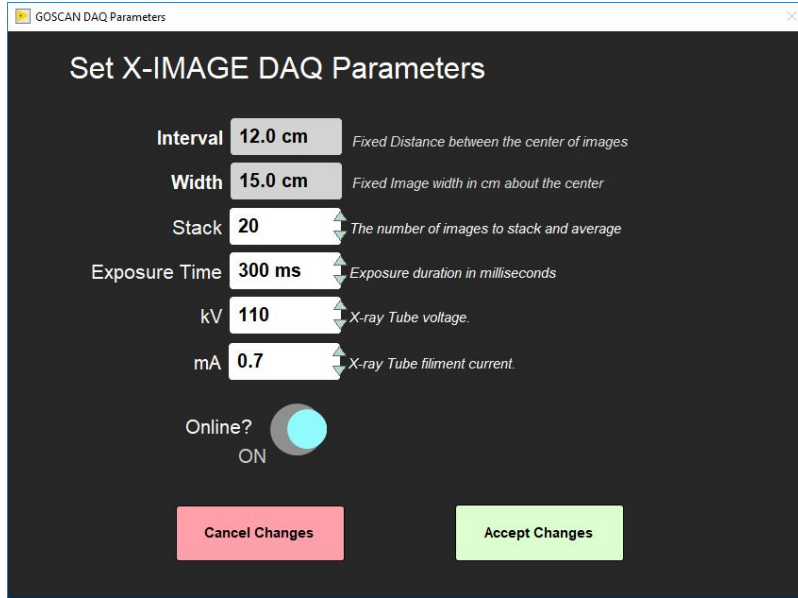 GOSCAN DAQ Parameters
Set X-IMAGE DAQ Parameters
Interval 12.0 cm Fixed Distance between the center of images
Width 15.0 cm Fixed Image width in cm about the center
Stack 20 The number of images to stack and average
Exposure Time 300 ms Exposure duration in milliseconds
kV 110 X-ray Tube voltage.
mA 0.7 X-ray Tube filiment current.
Online?
ON
Cancel Changes Accept Changes